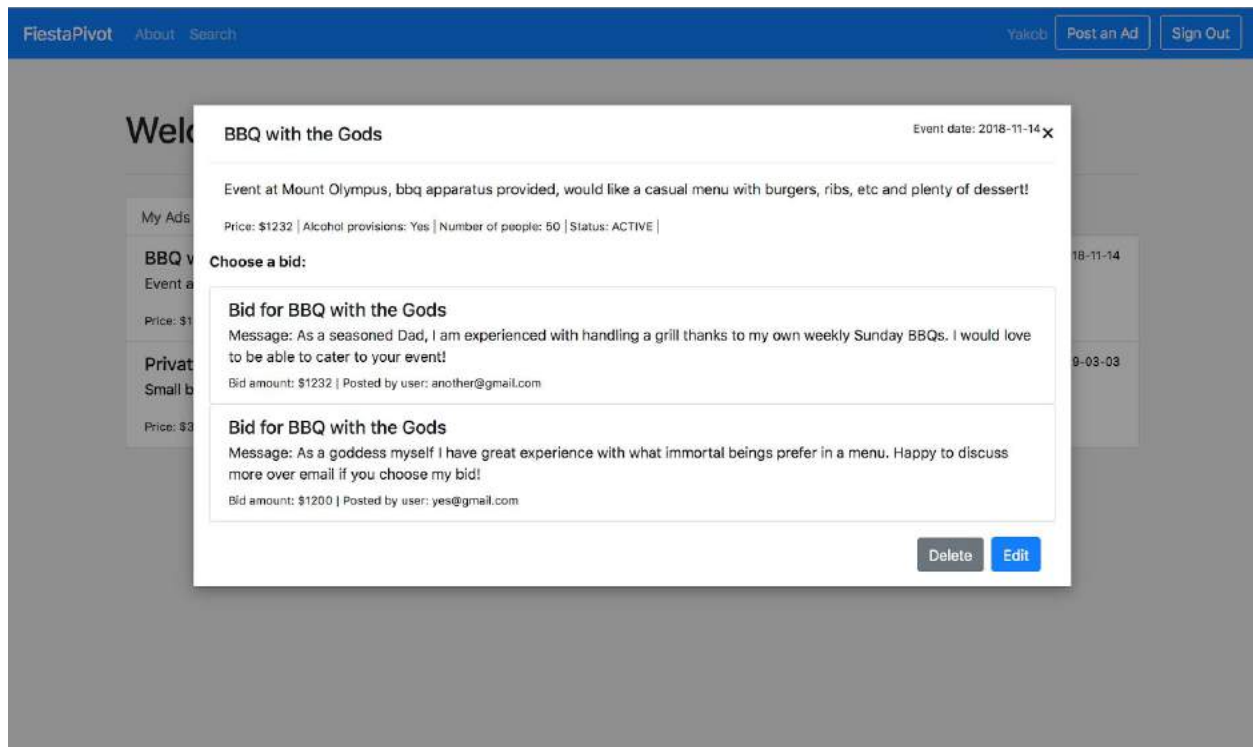 FiestaPivot About Search Yakob Post an Ad Sign Out
BBQ with the Gods Event date: 2018-11-14 ×
Event at Mount Olympus, bbq apparatus provided, would like a casual menu with burgers, ribs, etc and plenty of dessert!
My Ads
Price: $1232 | Alcohol provisions: Yes | Number of people: 50 | Status: ACTIVE |
BBQ
18-11-14
Choose a bid:
Event a
Bid for BBQ with the Gods
Price: $1
Message: As a seasoned Dad, I am experienced with handling a grill thanks to my own weekly Sunday BBQs. I would love
to be able to cater to your event!
Privat
9-03-03
Bid amount: $1232 | Posted by user: another@gmail.com
Small b
Bid for BBQ with the Gods
Price: $3
Message: As a goddess myself I have great experience with what immortal beings prefer in a menu. Happy to discuss
more over email if you choose my bid!
Bid amount: $1200 | Posted by user: yes@gmail.com
Delete Edit